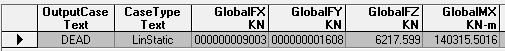 OutputCase CaseType GlobalFX GlobalFY GlobalFZ GlobalMX
Text Text KN KN KN KN-m
DEAD LinStatic 000000009003 000000001608 6217.599 140315.5016